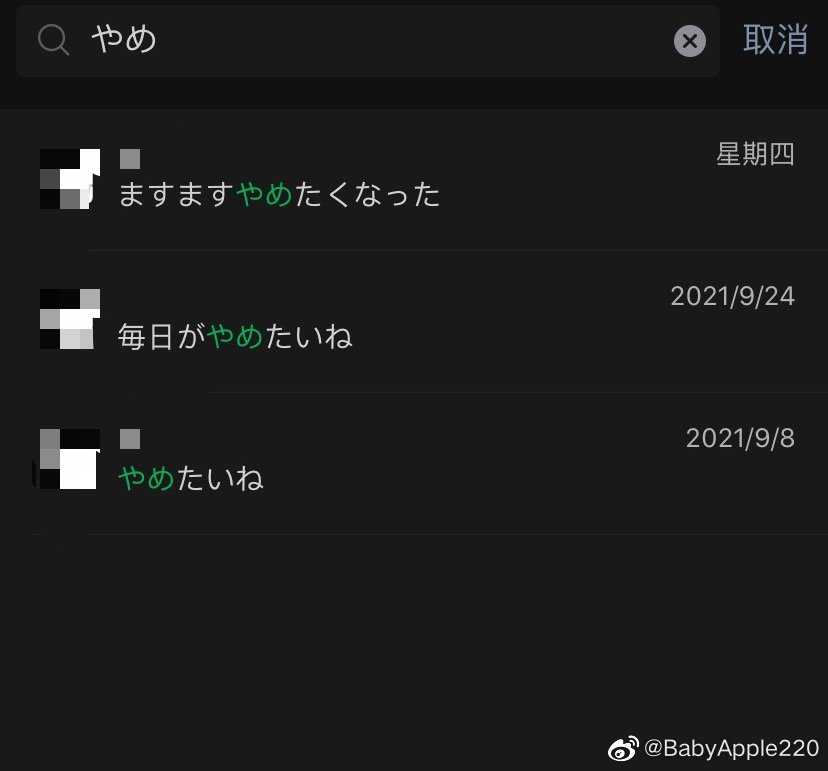 やめ
取消
星期四
ますますやめたくなった
2021/9/24
毎日がやめたいね
2021/9/8
やめたいね
@BabyApple220